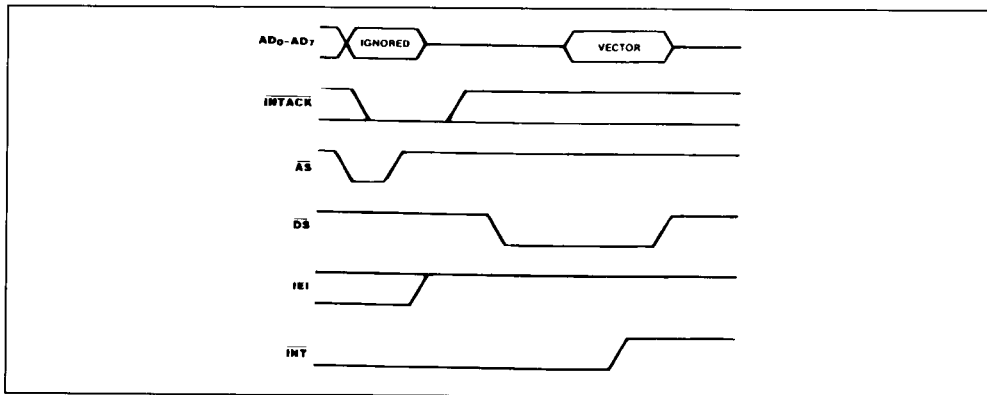 AD0-AD7
IGNORED
VECTOR
INTACK
AS
DS
IEI
INT